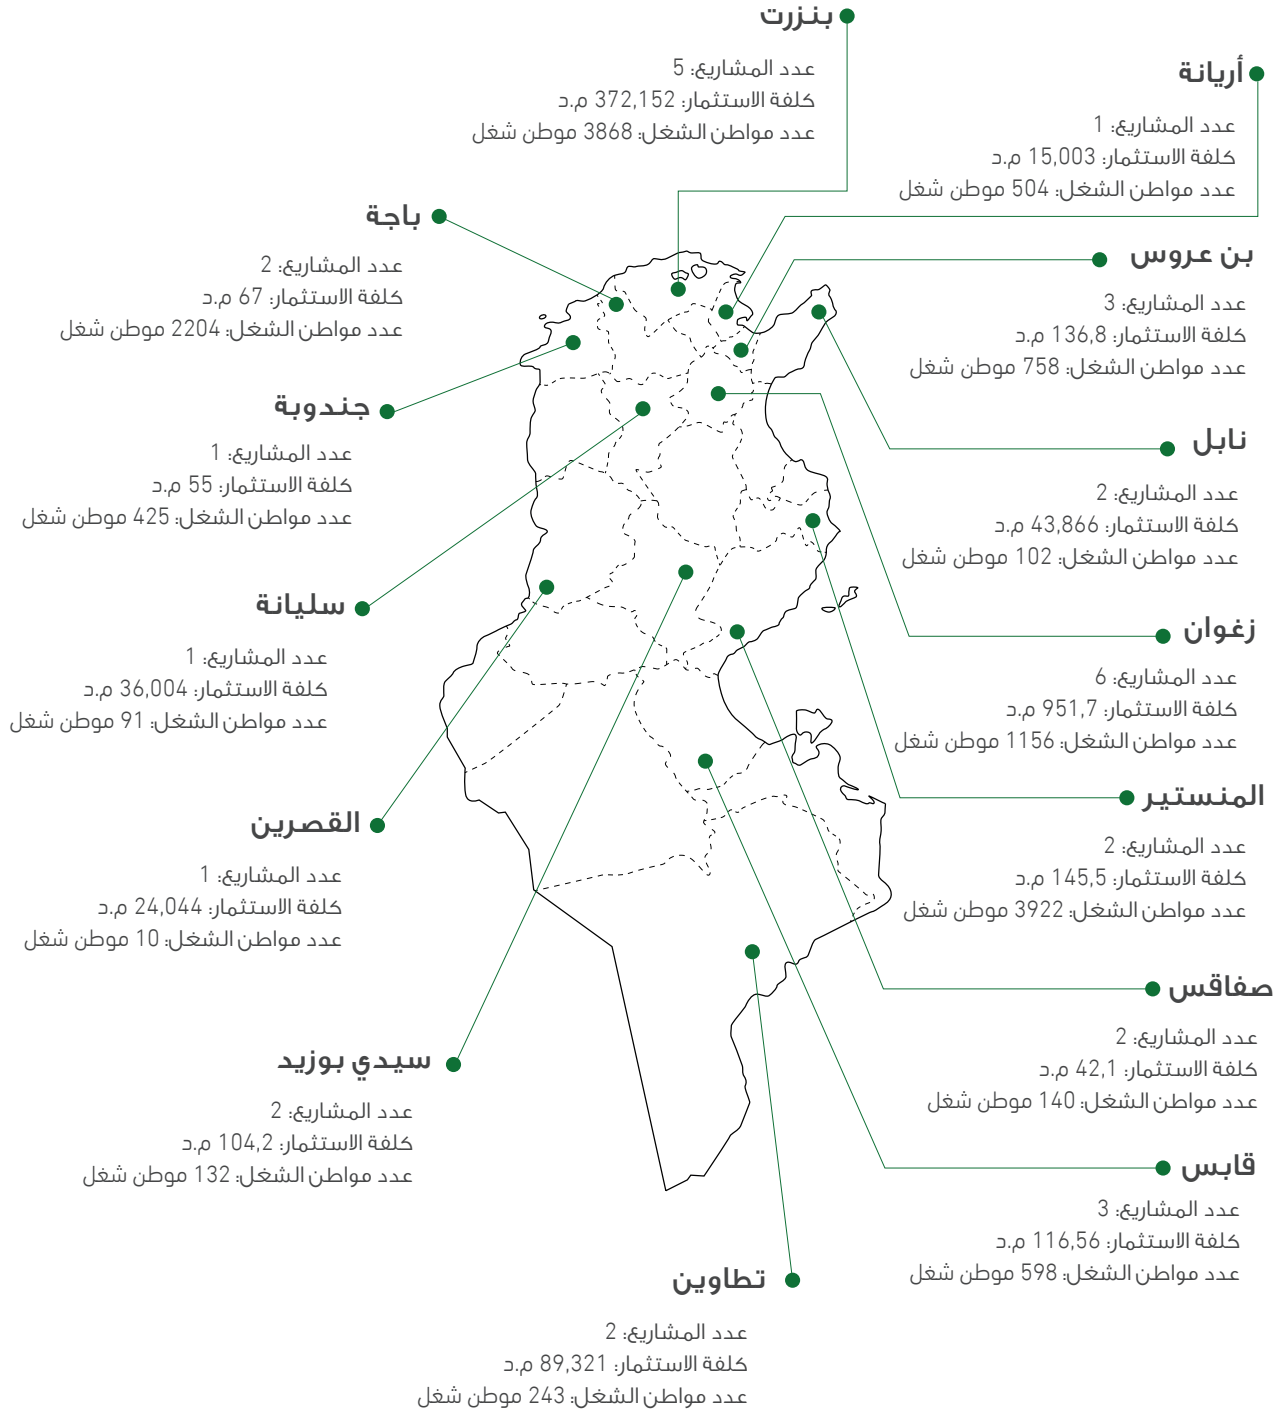 بنزرت
عدد المشاريع: 5
كلفة الاستثمار: 372,152 م.د
عدد مواطن الشغل: 3868 موطن شغل
أريانة
عدد المشاريع: 1
كلفة الاستثمار: 15,003 م.د
عدد مواطن الشغل: 504 موطن شغل
باجة
عدد المشاريع: 2
كلفة الاستثمار: 67 م.د
عدد مواطن الشغل: 2204 موطن شغل
بن عروس
عدد المشاريع: 3
كلفة الاستثمار: 136,8 م.د
عدد مواطن الشغل: 758 موطن شغل
جندوبة
عدد المشاريع: 1
كلفة الاستثمار: 55 م.د
عدد مواطن الشغل: 425 موطن شغل
نابل
عدد المشاريع: 2
كلفة الاستثمار: 43,866 م.د
عدد مواطن الشغل: 102 موطن شغل
سليانة
عدد المشاريع: 1
كلفة الاستثمار: 36,004 م.د
عدد مواطن الشغل: 91 موطن شغل
زغوان
عدد المشاريع: 6
كلفة الاستثمار: 951,7 م.د
عدد مواطن الشغل: 1156 موطن شغل
القصرين
عدد المشاريع: 1
كلفة الاستثمار: 24,044 م.د
عدد مواطن الشغل: 10 موطن شغل
المنستير
عدد المشاريع: 2
كلفة الاستثمار: 145,5 م.د
عدد مواطن الشغل: 3922 موطن شغل
صفاقس
عدد المشاريع: 2
كلفة الاستثمار: 42,1 م.د
عدد مواطن الشغل: 140 موطن شغل
سيدي بوزيد
عدد المشاريع: 2
كلفة الاستثمار: 104,2 م.د
عدد مواطن الشغل: 132 موطن شغل
قابس
عدد المشاريع: 3
كلفة الاستثمار: 116,56 م.د
عدد مواطن الشغل: 598 موطن شغل
تطاوين
عدد المشاريع: 2
كلفة الاستثمار: 89,321 م.د
عدد مواطن الشغل: 243 موطن شغل